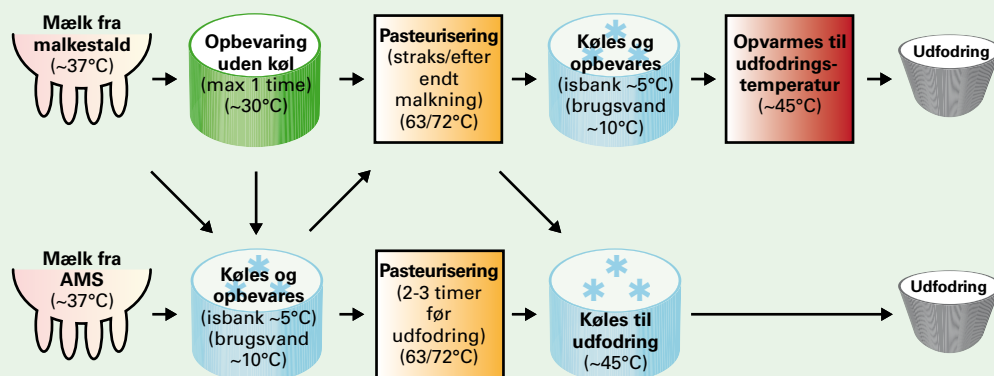 Mælk fra
malkestald
(~37°C)
Opbevaring
uden køl
(max 1 time)
(~30°C)
Pasteurisering
(straks/efter
endt
malkning)
(63/72°C)
Køles og
opbevares
(isbank ~5°C)
(brugsvand
~10°C)
Opvarmes til
udfodrings-
temperatur
(~45°C)
Udfodring
Mælk fra
AMS
(~37°C)
Køles og
opbevares
(isbank ~5°C)
(brugsvand
~10°C)
Pasteurisering
(2-3 timer
før
udfodring)
(63/72°C)
Køles til
udfodring
(~45°C)
Udfodring